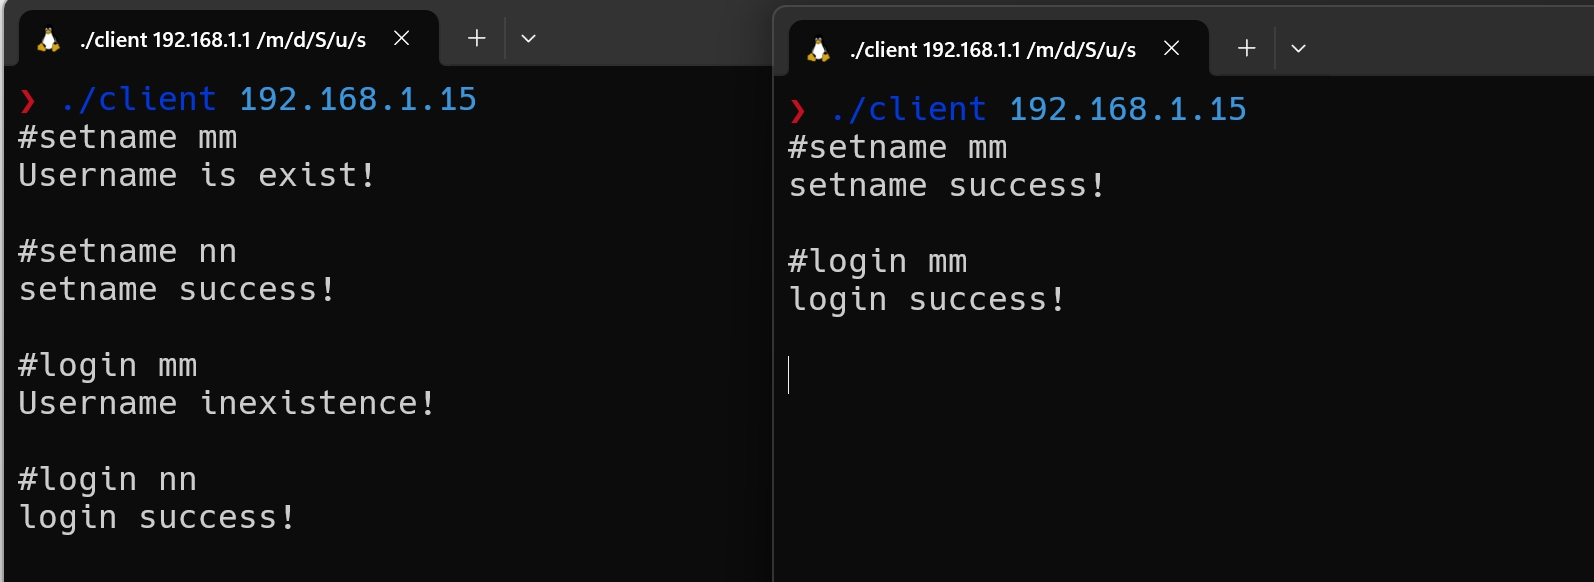 ./client 192.168.1.1 /m/d/S/u/s
❯ ./client 192.168.1.15
#setname mm
Username is exist!
#setname nn
setname success!
#login mm
Username inexistence!
#login nn
login success!
./client 192.168.1.1 /m/d/S/u/s
❯ ./client 192.168.1.15
#setname mm
setname success!
#login mm
login success!